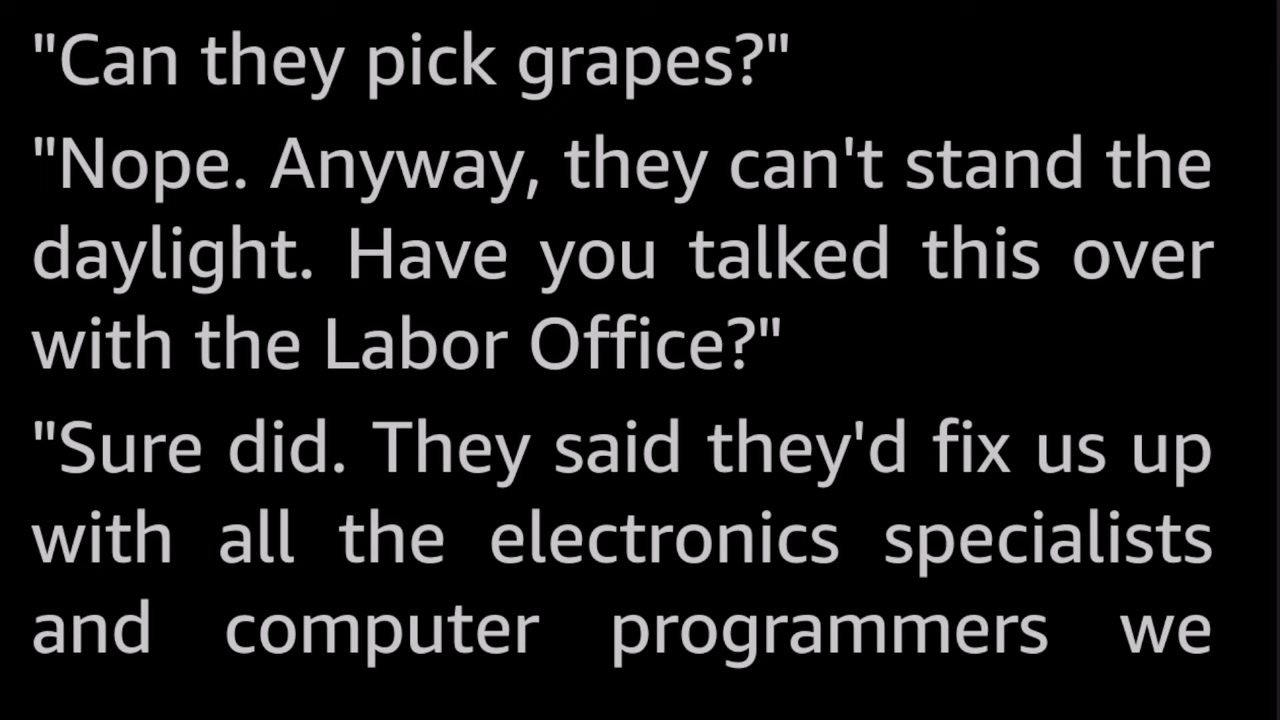 "Can they pick grapes?"
"Nope. Anyway, they can't stand the
daylight. Have you talked this over
with the Labor Office?"
"Sure did. They said they'd fix us up
with all the electronics specialists
and computer programmers we